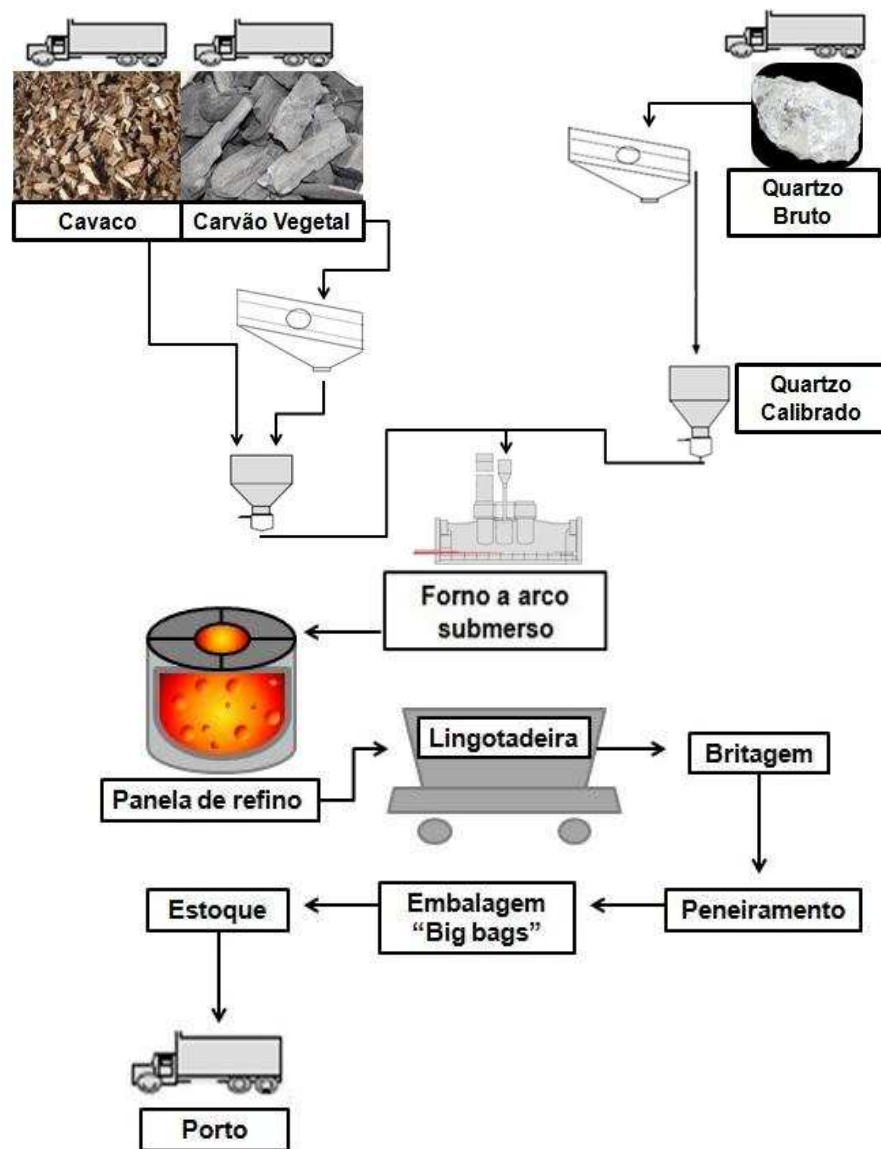 Cavaco
Carvão Vegetal
Quartzo
Bruto
Quartzo
Calibrado
Forno a arco
submerso
Lingotadeira
Britagem
Panela de refino
Estoque
Embalagem
“Big bags”
Peneiramento
Porto